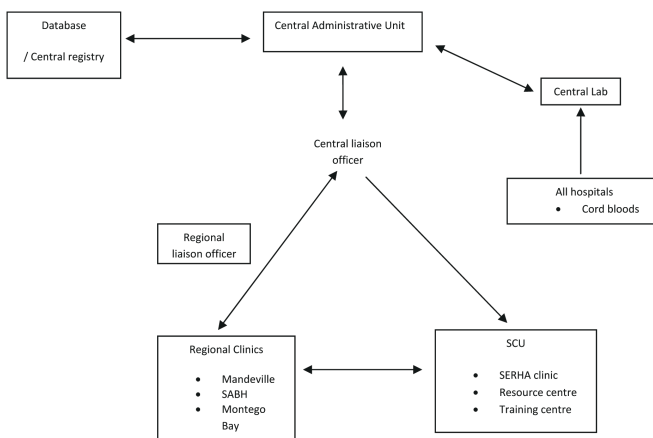 Database
/ Central registry
Central Administrative Unit
Central Lab
Central liaison
officer
All hospitals
• Cord bloods
Regional
liaison officer
Regional Clinics
• Mandeville
• SABH
• Montego
Bay
SCU
• SERHA clinic
• Resource centre
• Training centre